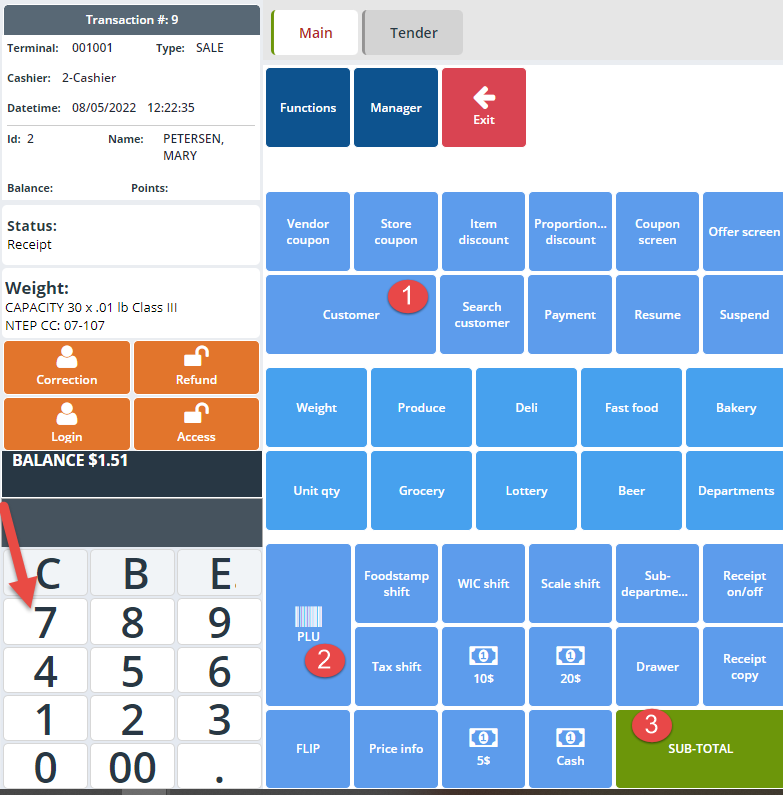 Transaction #: 9
Terminal: 001001 Type: SALE
Cashier: 2-Cashier
Datetime: 08/05/2022 12:22:35
Id: 2 Name: PETERSEN,
MARY
Balance: Points:
Status:
Receipt
Weight:
CAPACITY 30 x .01 lb Class III
NTEP CC: 07-107
Correction Refund
Login Access
BALANCE $1.51
C B E
7 8 9
4 5 6
1 2 3
0 00 .
Main Tender
Functions Manager Exit
Vendor
coupon
Store
coupon
Item
discount
Proportion...
discount
Coupon
screen
Offer screen
Customer 1
Search
customer
Payment Resume Suspend
Weight Produce Deli Fast food Bakery
Unit qty Grocery Lottery Beer Departments
PLU
2
Foodstamp
shift
WIC shift Scale shift
Sub-
departme...
Receipt
on/off
Tax shift
1
10$
1
20$
Drawer
Receipt
copy
FLIP Price info
1
5$
1
Cash
3
SUB-TOTAL